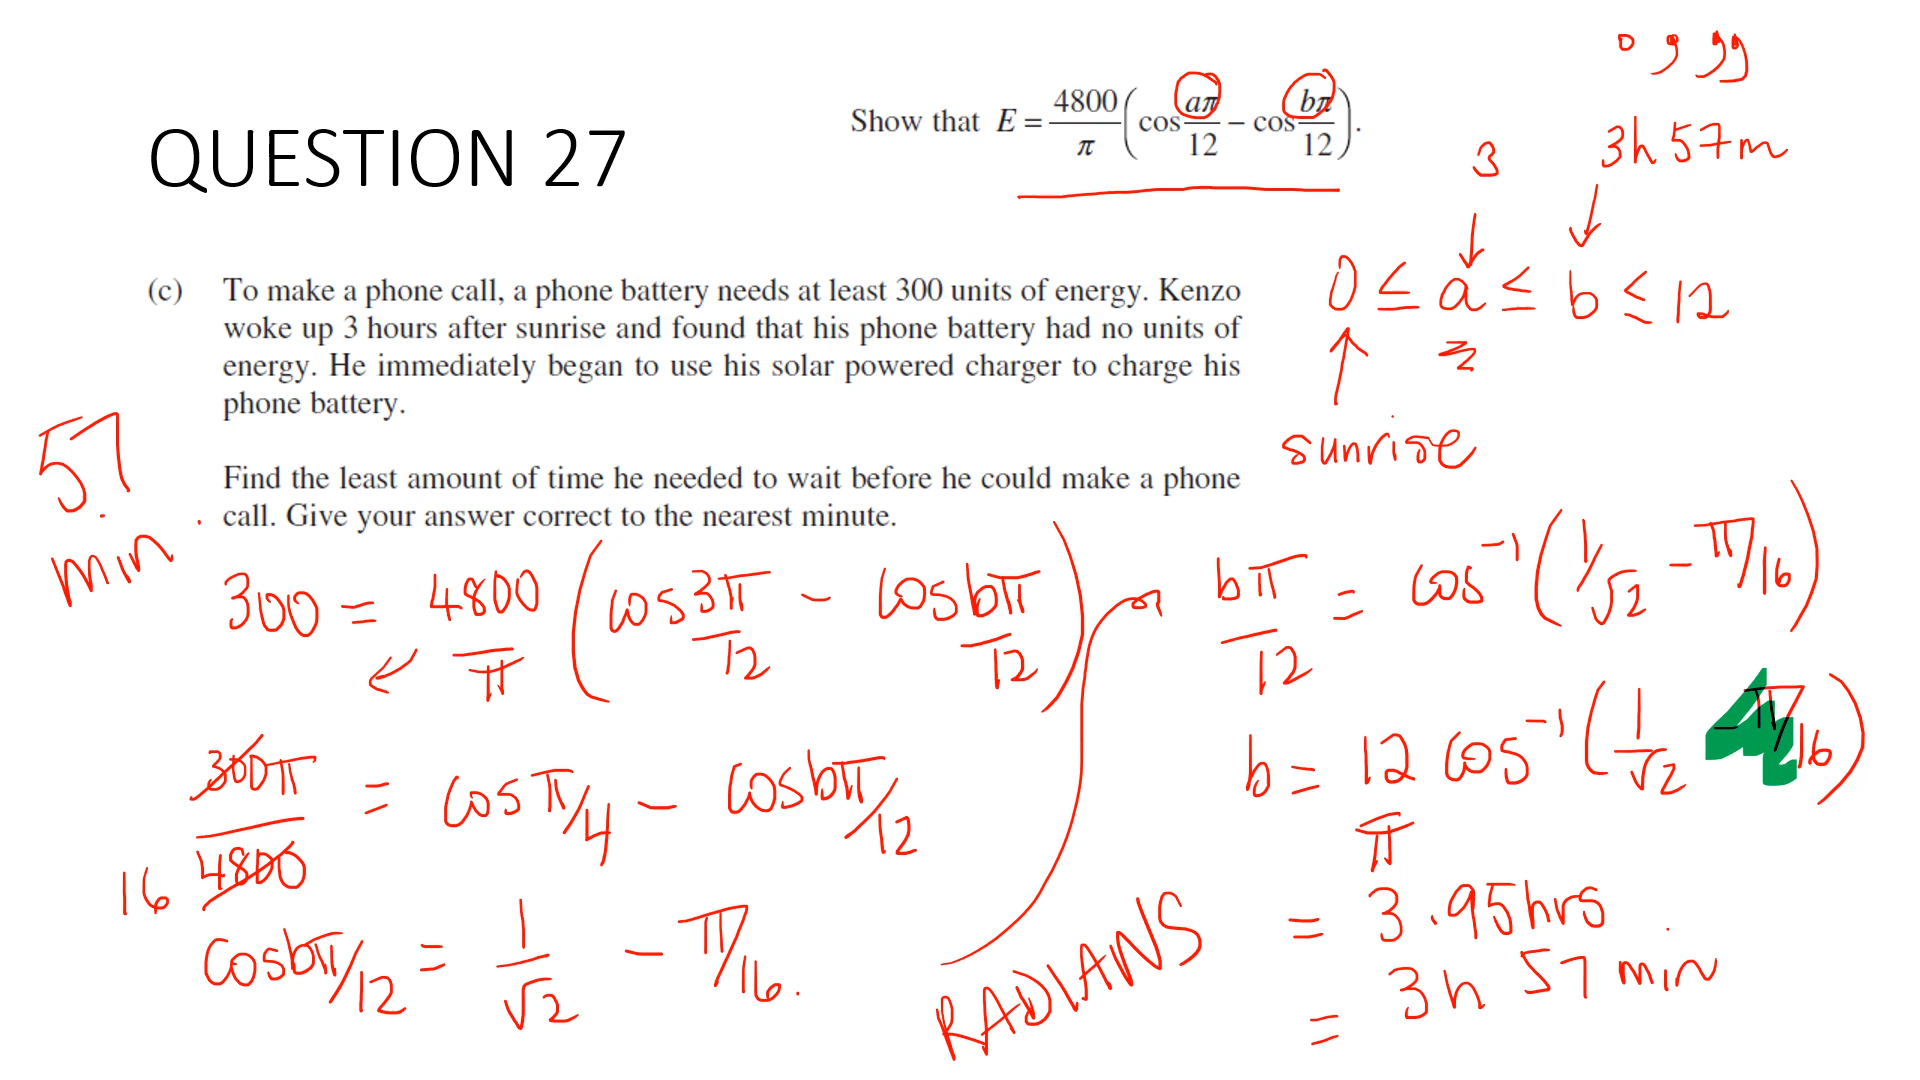 ° ' ''
Show that E = 4800/π (cos aπ/12 − cos bπ/12).
QUESTION 27
3
3h 57m
0 ≤ a ≤ b ≤ 12
sunrise
(c) To make a phone call, a phone battery needs at least 300 units of energy. Kenzo
woke up 3 hours after sunrise and found that his phone battery had no units of
energy. He immediately began to use his solar powered charger to charge his
phone battery.
Find the least amount of time he needed to wait before he could make a phone
call. Give your answer correct to the nearest minute.
57
min
300 = 4800/π (cos 3π/12 − cos bπ/12)
300π/4800 = cos π/4 − cos bπ/12
16
cos bπ/12 = 1/√2 − π/16.
bπ/12 = cos⁻¹(1/√2 − π/16)
b = 12/π cos⁻¹(1/√2 − π/16)
= 3.95hrs
= 3h 57 min
RADIANS